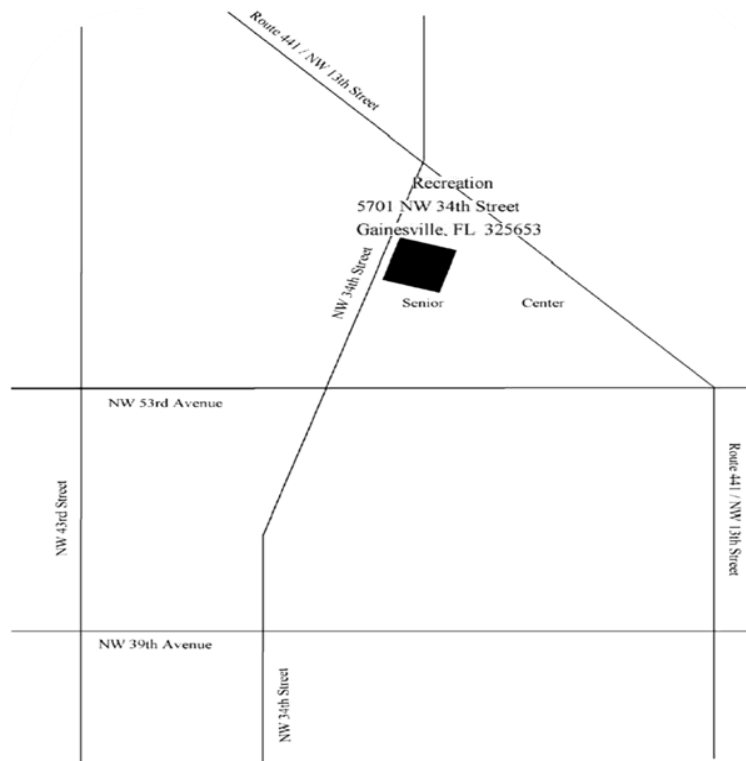 Route 441 / NW 13th Street
Recreation
5701 NW 34th Street
Gainesville, FL 325653
NW 34th Street
Senior Center
NW 53rd Avenue
NW 43rd Street
Route 441 / NW 13th Street
NW 39th Avenue
NW 34th Street